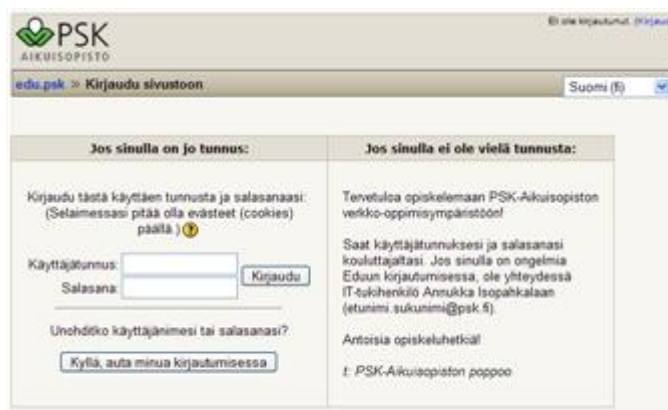 PSK
AIKUISOPISTO
Et ole kirjautunut. (Kirjau
edu.psk » Kirjaudu sivustoon
Suomi (fi)
Jos sinulla on jo tunnus:
Kirjaudu tästä käyttäen tunnusta ja salasanaasi:
(Selaimessasi pitää olla evästeet (cookies)
päällä.) ?
Käyttäjätunnus:
Salasana:
Kirjaudu
Unohditko käyttäjänimesi tai salasanasi?
Kyllä, auta minua kirjautumisessa
Jos sinulla ei ole vielä tunnusta:
Tervetuloa opiskelemaan PSK-Aikuisopiston
verkko-oppimisympäristöön!
Saat käyttäjätunnuksesi ja salasanasi
kouluttajaltasi. Jos sinulla on ongelmia
Eduun kirjautumisessa, ole yhteydessä
IT-tukihenkilö Annukka Isopahkalaan
(etunimi.sukunimi@psk.fi).
Antoisia opiskeluhetkiä!
t: PSK-Aikuisopiston poppoo